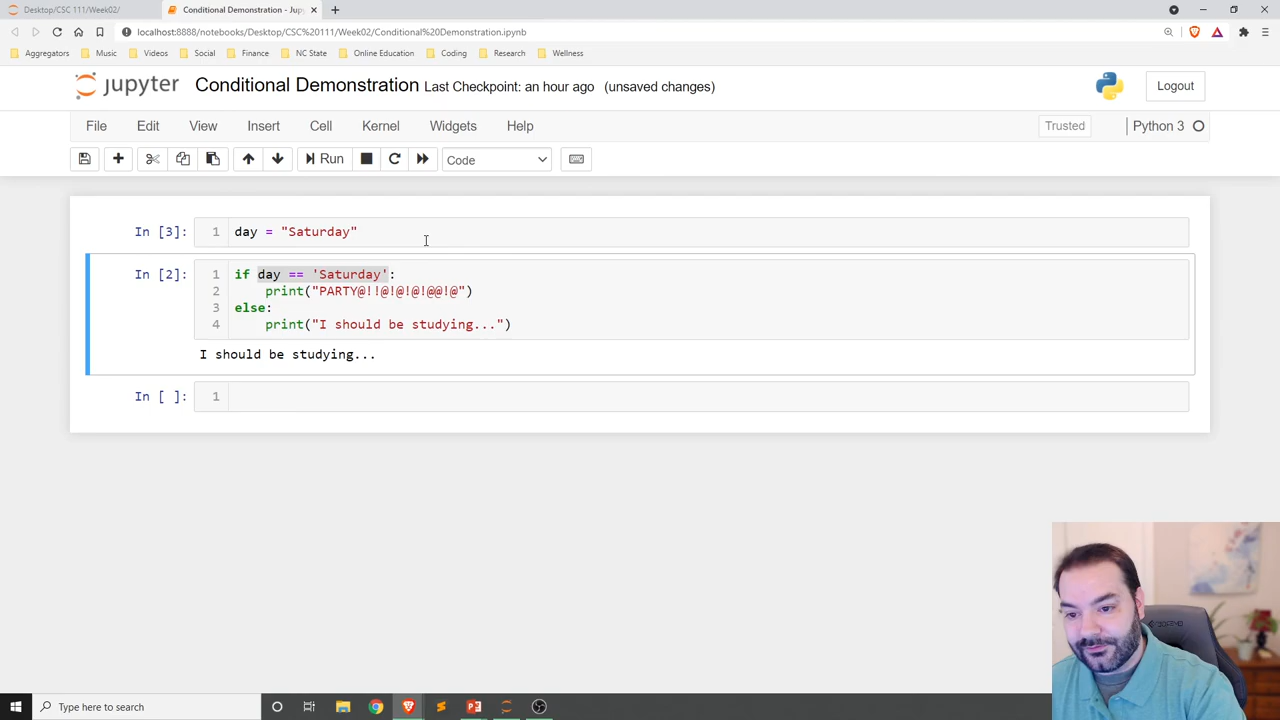 Desktop/CSC 111/Week02/
Conditional Demonstration - Jup
localhost:8888/notebooks/Desktop/CSC%20111/Week02/Conditional%20Demonstration.ipynb
Aggregators Music Videos Social Finance NC State Online Education Coding Research Wellness
jupyter Conditional Demonstration Last Checkpoint: an hour ago (unsaved changes) Logout
File Edit View Insert Cell Kernel Widgets Help Trusted Python 3
Run Code
In [3]: 1 day = "Saturday"
In [2]: 1 if day == 'Saturday':
2 print("PARTY@!!@!@!@!@@!@")
3 else:
4 print("I should be studying...")
I should be studying...
In [ ]: 1
Type here to search